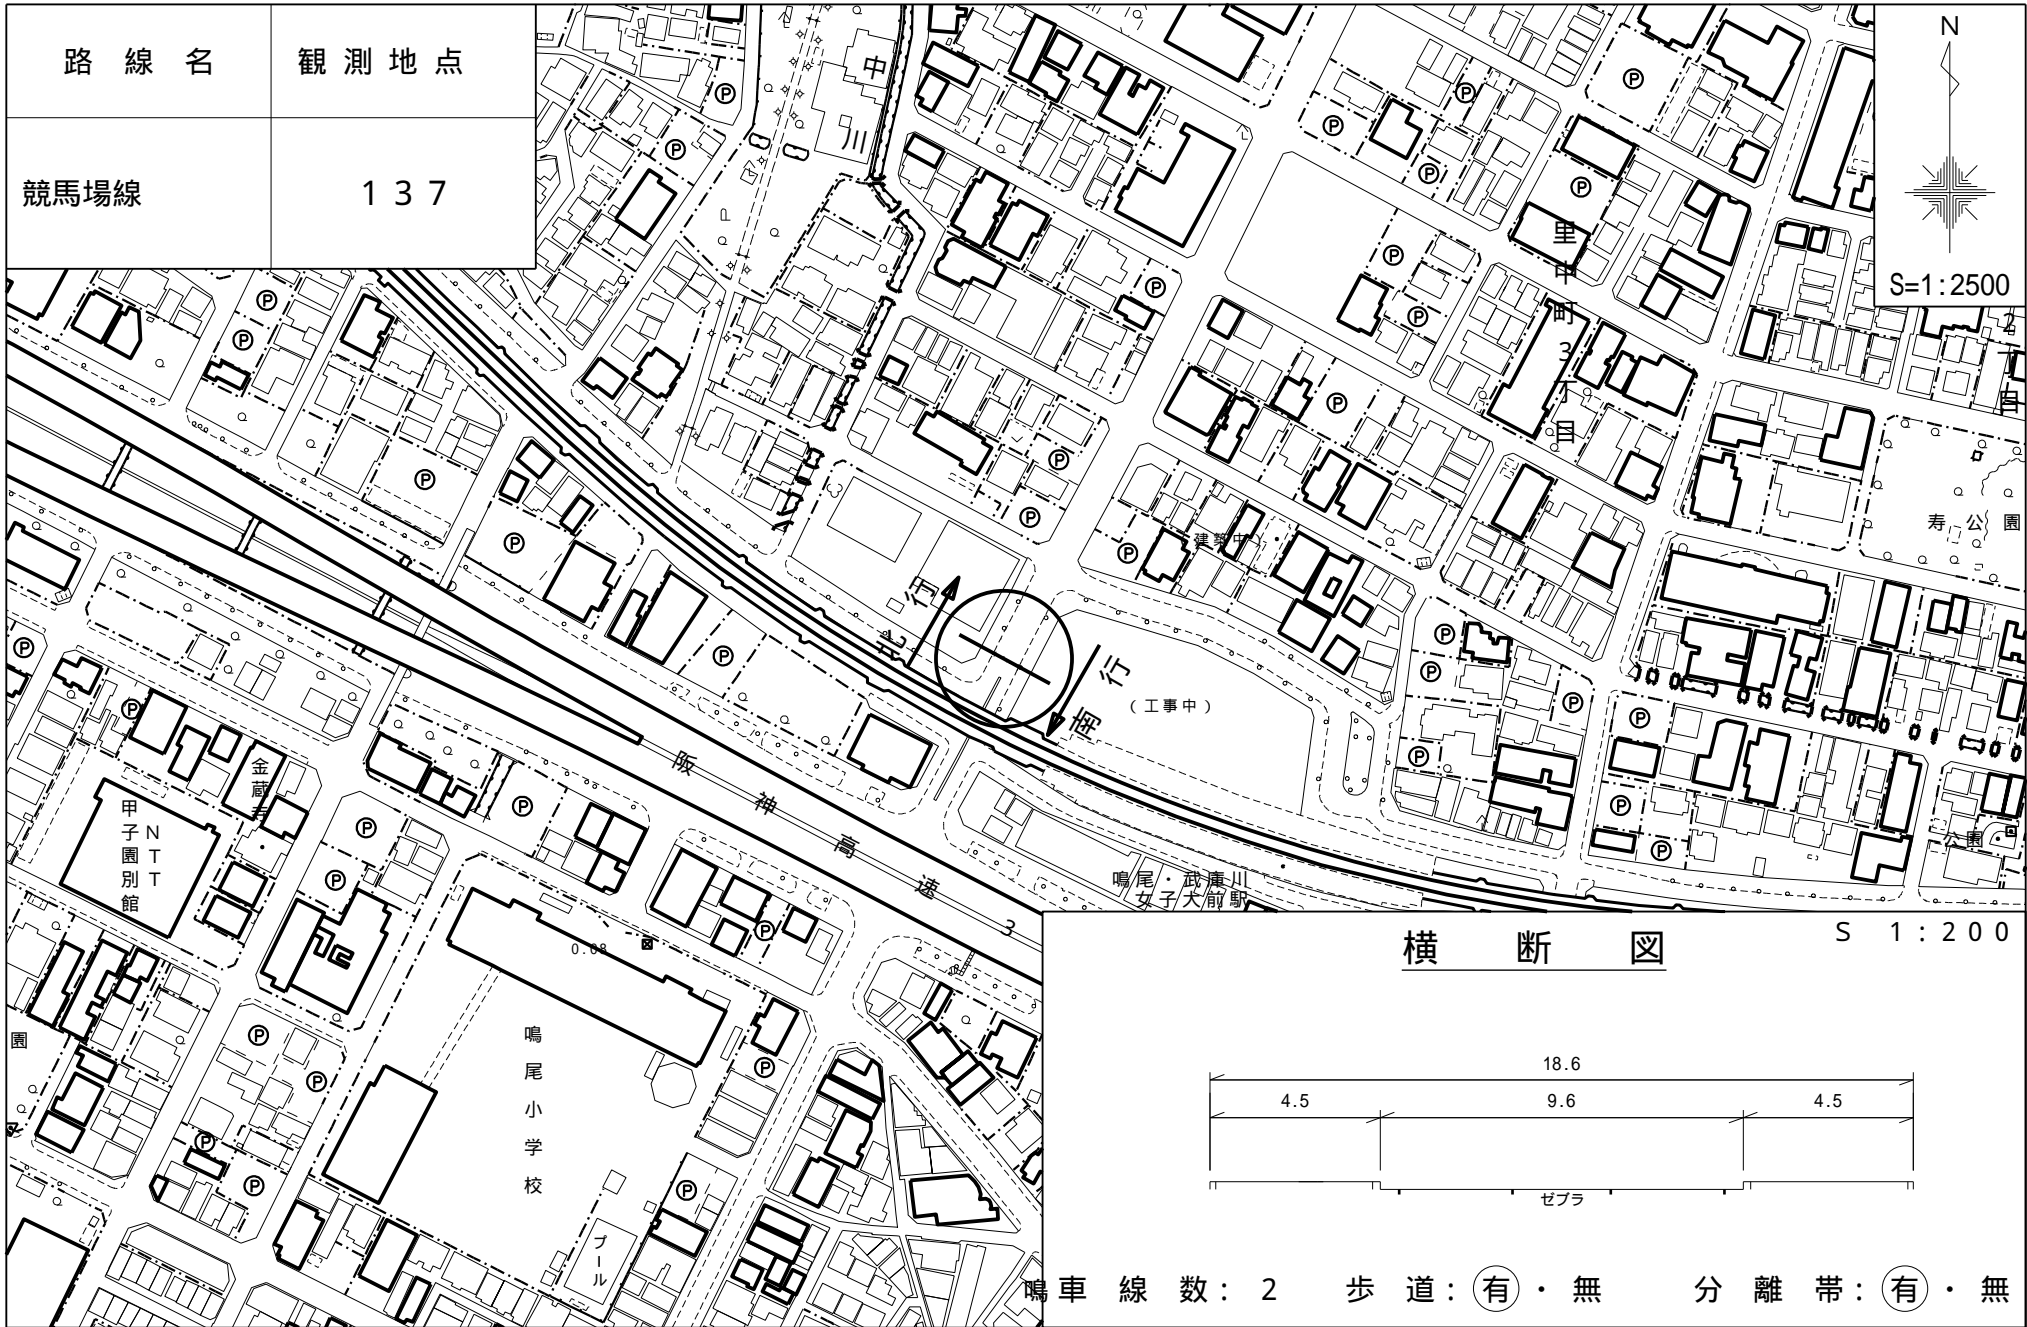 路線名 観測地点
競馬場線 137
N
S=1:2500
中川
里中町3丁目
2丁目
寿公園
(建築中)
北行
南行
(工事中)
阪神高速3
金蔵寺
NTT
甲子園別館
鳴尾・武庫川
女子大前駅
公園
0.08
園
鳴尾小学校
プール
鳴
横断図
S 1:200
18.6
4.5 9.6 4.5
ゼブラ
車線数: 2 歩道: 有・無 分離帯: 有・無
P